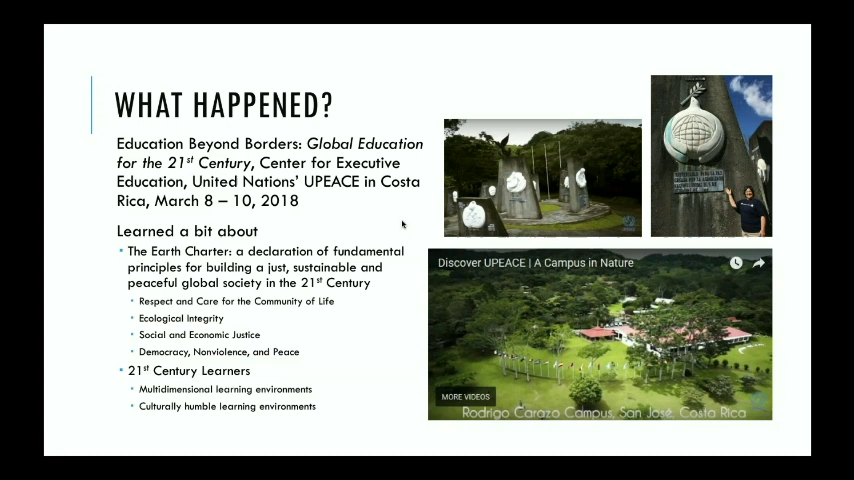 WHAT HAPPENED?
Education Beyond Borders: Global Education
for the 21st Century, Center for Executive
Education, United Nations' UPEACE in Costa
Rica, March 8 – 10, 2018
Learned a bit about
The Earth Charter: a declaration of fundamental
principles for building a just, sustainable and
peaceful global society in the 21st Century
Respect and Care for the Community of Life
Ecological Integrity
Social and Economic Justice
Democracy, Nonviolence, and Peace
21st Century Learners
Multidimensional learning environments
Culturally humble learning environments
Discover UPEACE | A Campus in Nature
MORE VIDEOS
Rodrigo Carazo Campus, San José, Costa Rica